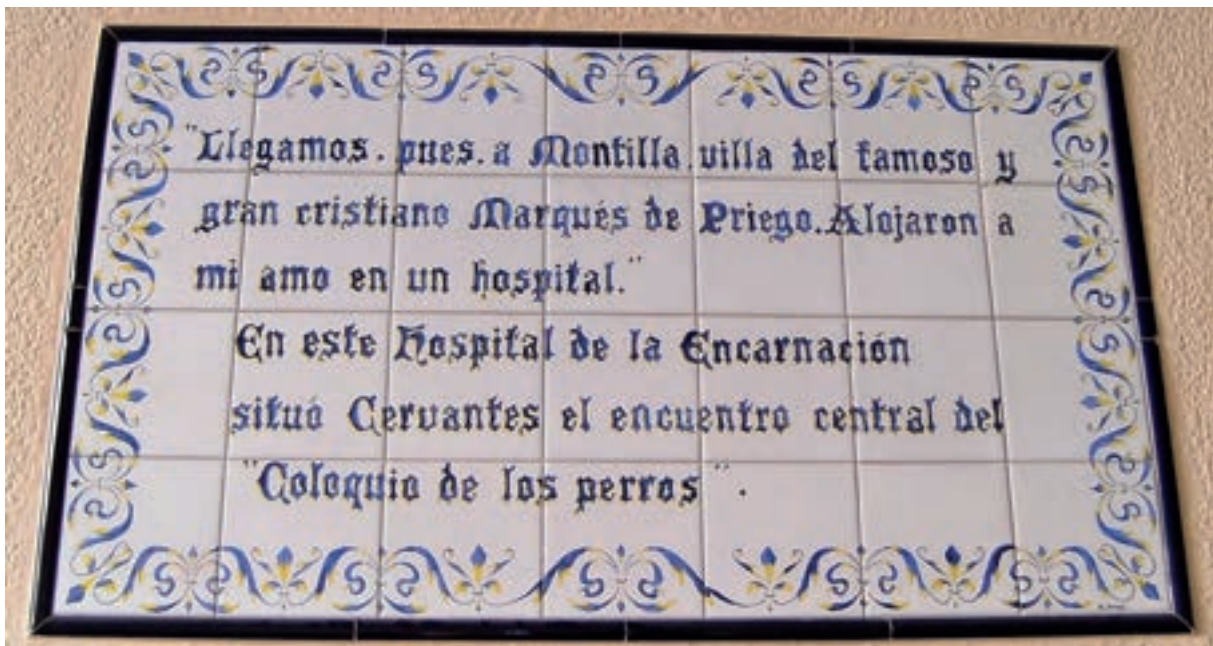 "Llegamos. pues. a Montilla. villa del famoso y
gran cristiano Marqués de Priego. Alojaron a
mi amo en un hospital."
En este Hospital de la Encarnación
situó Cervantes el encuentro central del
"Coloquio de los perros".